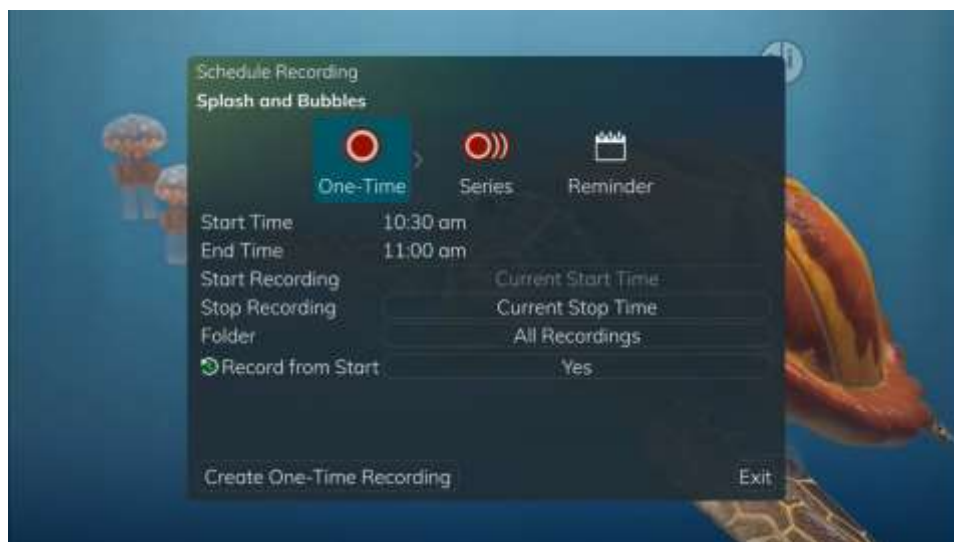 Schedule Recording
Splash and Bubbles
One-Time Series Reminder
Start Time 10:30 am
End Time 11:00 am
Start Recording Current Start Time
Stop Recording Current Stop Time
Folder All Recordings
Record from Start Yes
Create One-Time Recording Exit